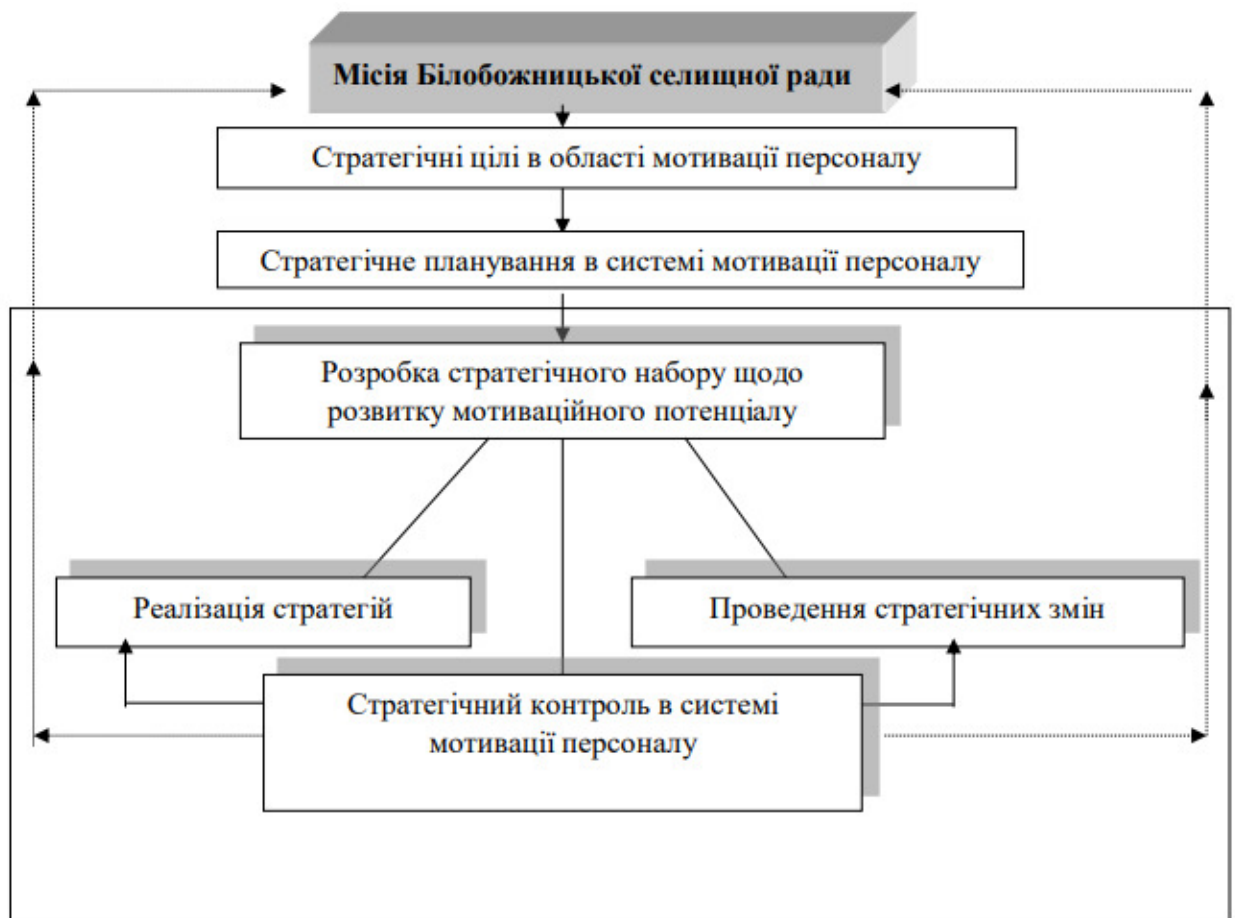 Місія Білобожницької селищної ради
Стратегічні цілі в області мотивації персоналу
Стратегічне планування в системі мотивації персоналу
Розробка стратегічного набору щодо
розвитку мотиваційного потенціалу
Реалізація стратегій
Проведення стратегічних змін
Стратегічний контроль в системі
мотивації персоналу